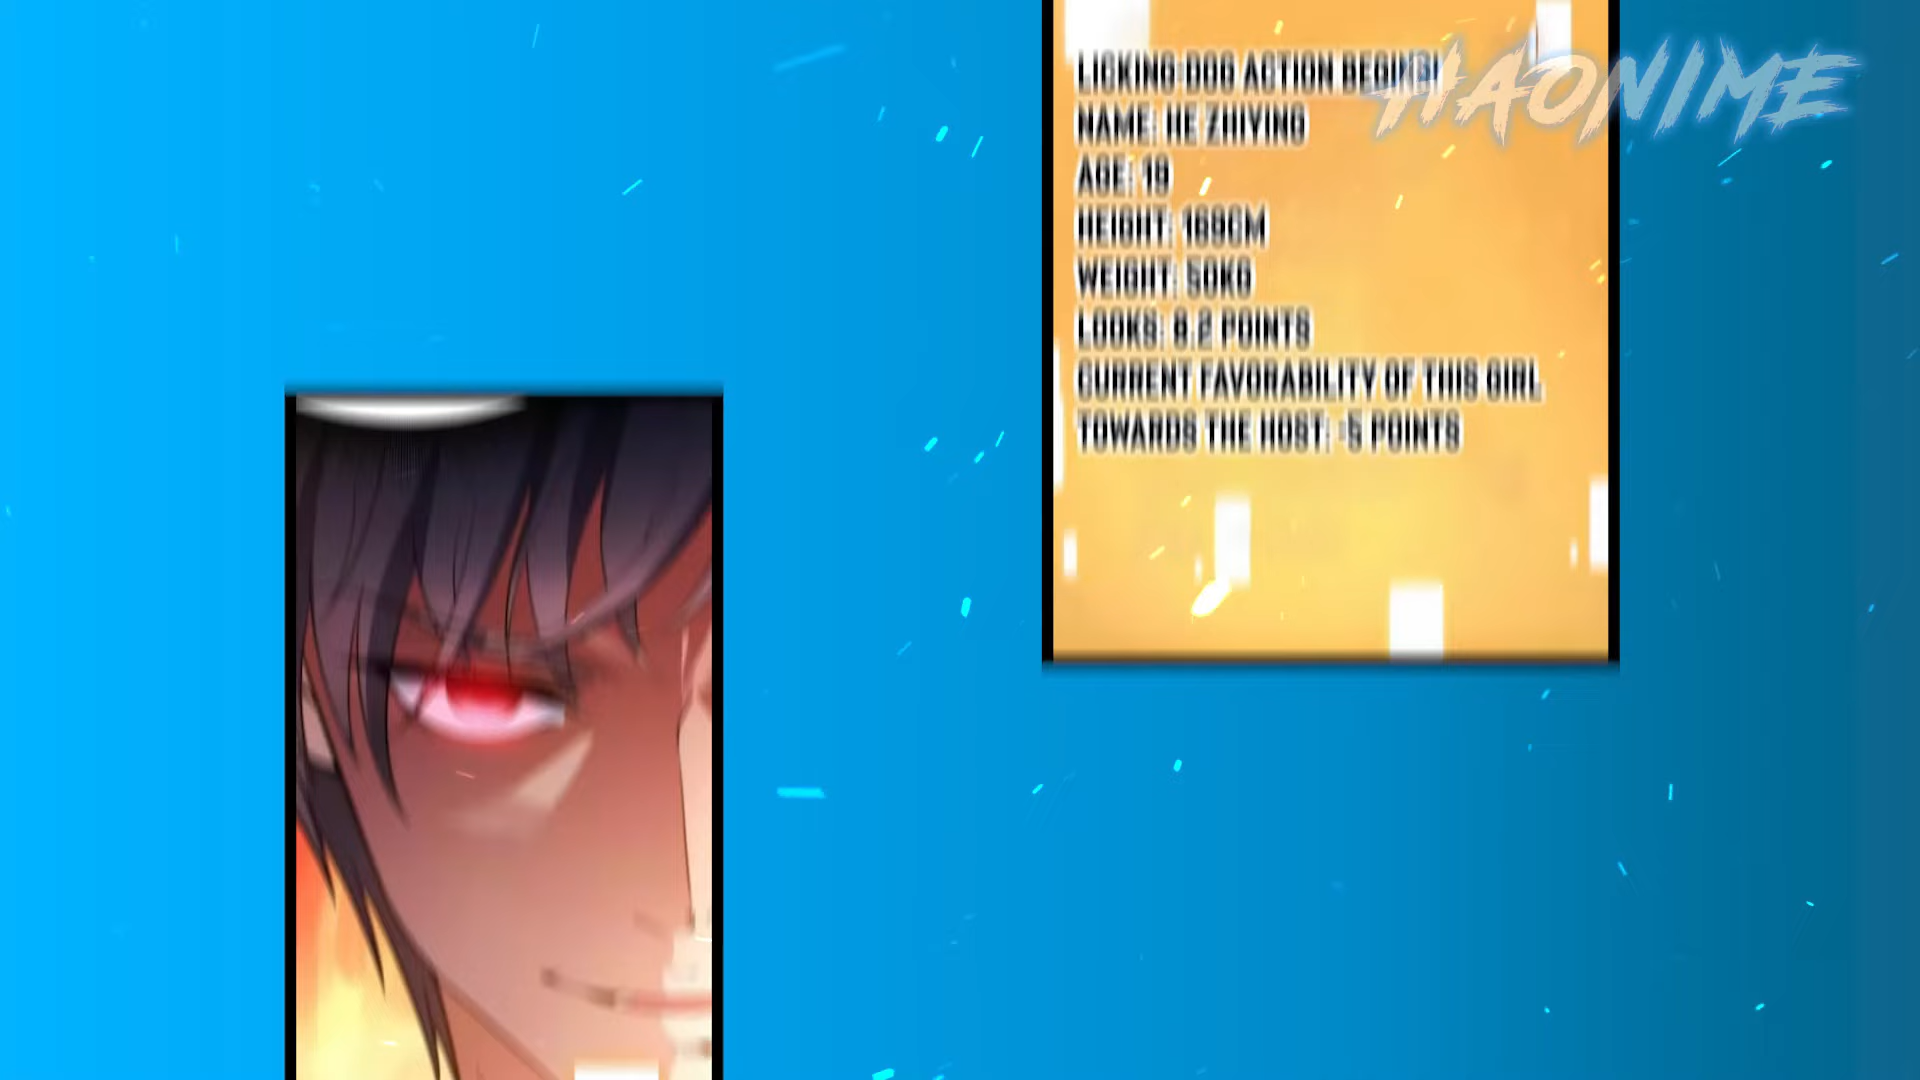 LICKING DOG ACTION BEGINS!
HAONIME
NAME: HE ZHIYING
AGE: 19
HEIGHT: 169CM
WEIGHT: 50KG
LOOKS: 8.2 POINTS
CURRENT FAVORABILITY OF THIS GIRL
TOWARDS THE HOST: -5 POINTS